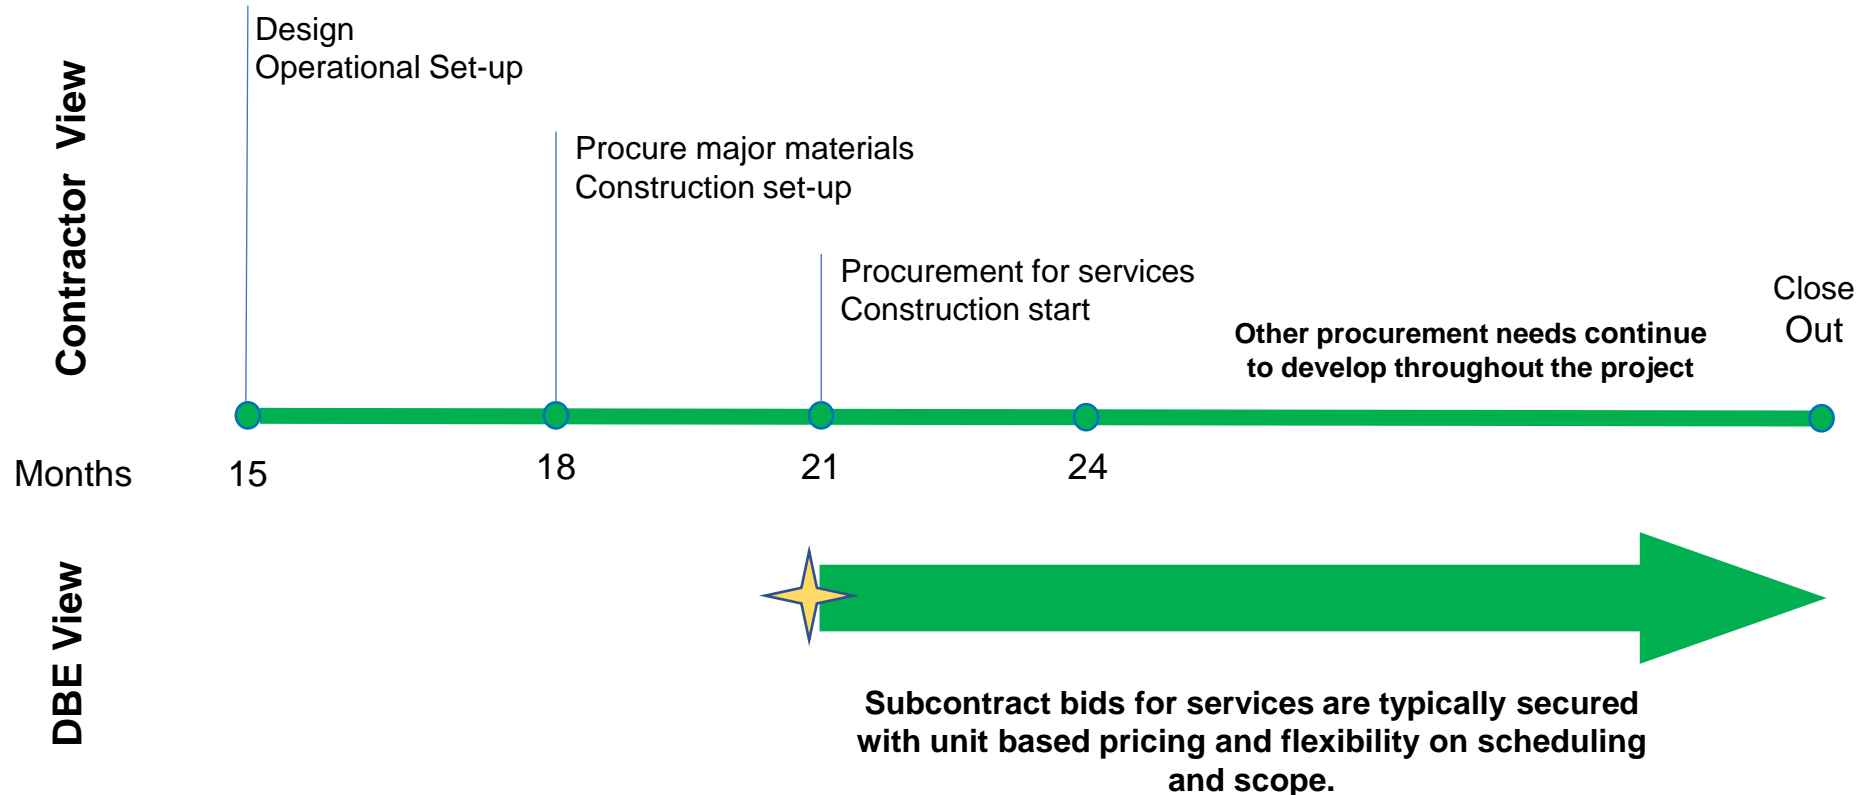 Contractor View
Design
Operational Set-up
Procure major materials
Construction set-up
Procurement for services
Construction start
Other procurement needs continue
to develop throughout the project
Close
Out
Months
15
18
21
24
DBE View
Subcontract bids for services are typically secured
with unit based pricing and flexibility on scheduling
and scope.